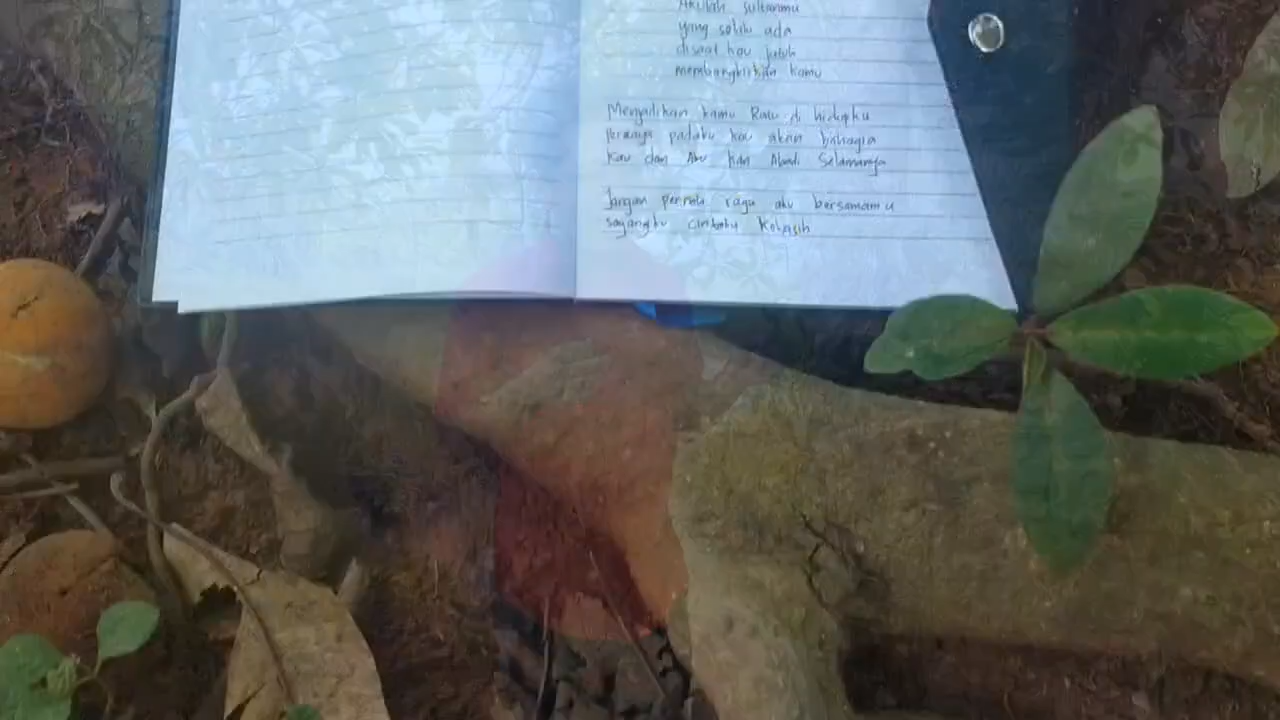 Akulah sultanmu
yang selalu ada
disaat kau jatuh
membangkitkan kamu
Menjadikan kamu Ratu di hidupku
percaya padaku kau akan bahagia
Kau dan Aku kan Abadi Selamanya
Jangan pernah ragu aku bersamamu
sayangku cintaku Kekasih